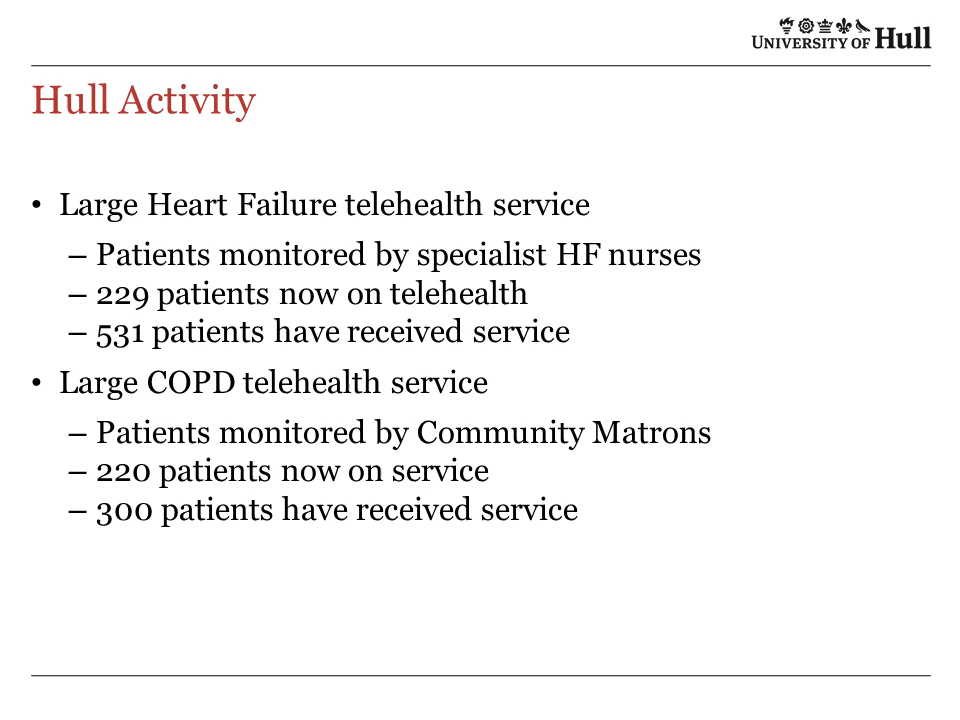 UNIVERSITY OF Hull
Hull Activity
• Large Heart Failure telehealth service
– Patients monitored by specialist HF nurses
– 229 patients now on telehealth
– 531 patients have received service
• Large COPD telehealth service
– Patients monitored by Community Matrons
– 220 patients now on service
– 300 patients have received service